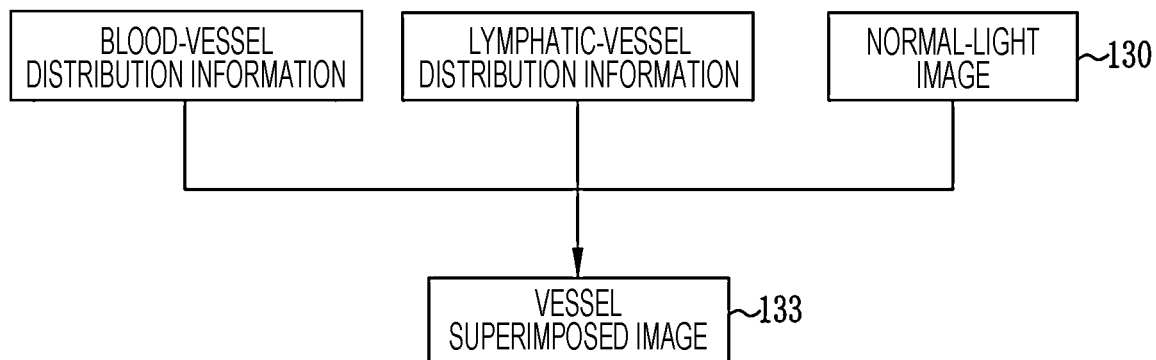 BLOOD-VESSEL
DISTRIBUTION INFORMATION
LYMPHATIC-VESSEL
DISTRIBUTION INFORMATION
NORMAL-LIGHT
IMAGE
130
VESSEL
SUPERIMPOSED IMAGE
133